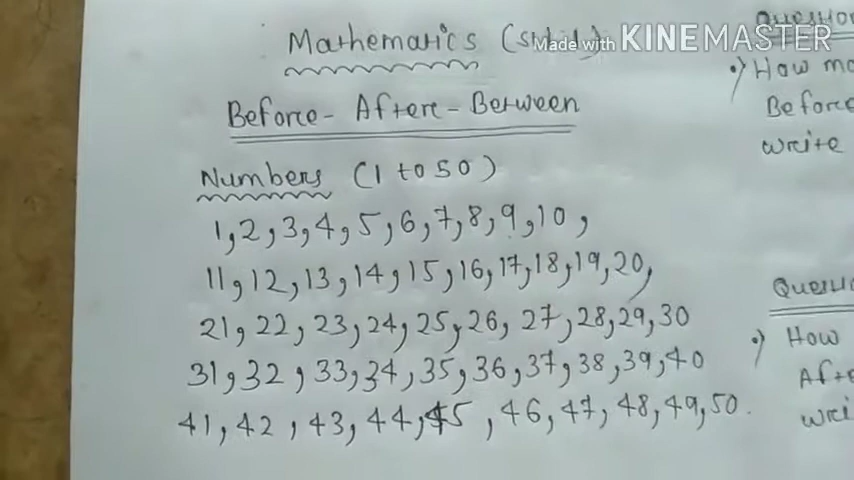 Mathematics
Made with KINEMASTER
Before - After - Between
Numbers (1 to 50)
1, 2, 3, 4, 5, 6, 7, 8, 9, 10,
11, 12, 13, 14, 15, 16, 17, 18, 19, 20,
21, 22, 23, 24, 25, 26, 27, 28, 29, 30
31, 32, 33, 34, 35, 36, 37, 38, 39, 40
41, 42, 43, 44, 45, 46, 47, 48, 49, 50.
How
Before
write
How